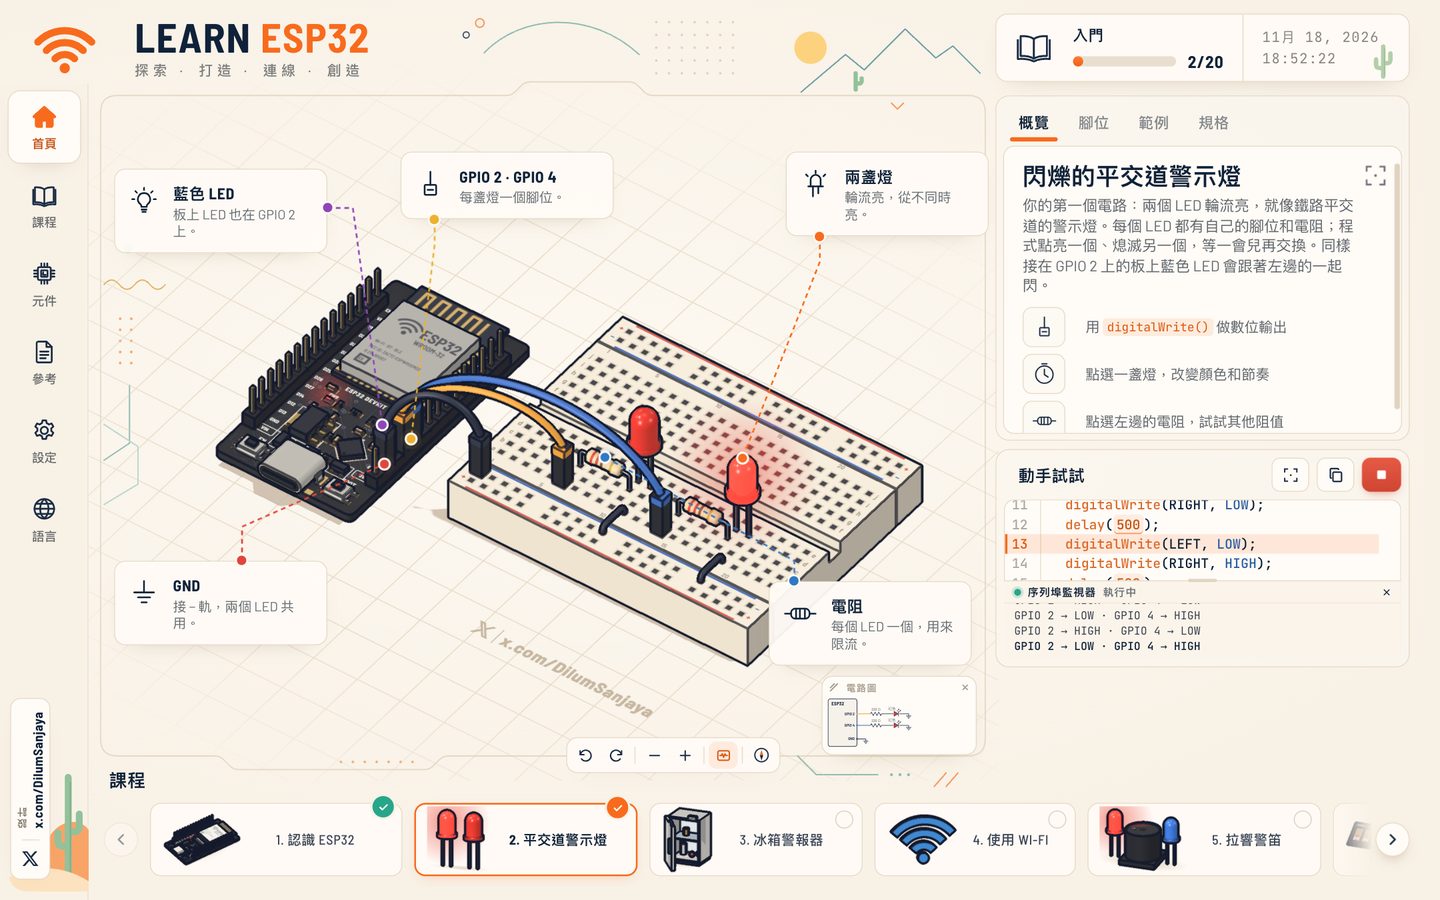 LEARN ESP32
探索 · 打造 · 連線 · 創造
入門
2/20
11月 18, 2026
18:52:22
首頁
課程
元件
參考
設定
語言
設計
x.com/DilumSanjaya
藍色 LED
板上 LED 也在 GPIO 2
上。
GPIO 2 · GPIO 4
每盞燈一個腳位。
兩盞燈
輪流亮，從不同時
亮。
ESP32
WROOM-32
ESP32 DEVKIT
GND
接 – 軌，兩個 LED 共
用。
電阻
每個 LED 一個，用來
限流。
x.com/DilumSanjaya
電路圖
ESP32
GPIO 2
GPIO 4
GND
概覽
腳位
範例
規格
閃爍的平交道警示燈
你的第一個電路：兩個 LED 輪流亮，就像鐵路平交
道的警示燈。每個 LED 都有自己的腳位和電阻；程
式點亮一個、熄滅另一個，等一會兒再交換。同樣
接在 GPIO 2 上的板上藍色 LED 會跟著左邊的一起
閃。
用 digitalWrite() 做數位輸出
點選一盞燈，改變顏色和節奏
點選左邊的電阻，試試其他阻值
動手試試
11 digitalWrite(RIGHT, LOW);
12 delay(500);
13 digitalWrite(LEFT, LOW);
14 digitalWrite(RIGHT, HIGH);
序列埠監視器 執行中
GPIO 2 → LOW · GPIO 4 → HIGH
GPIO 2 → HIGH · GPIO 4 → LOW
GPIO 2 → LOW · GPIO 4 → HIGH
課程
1. 認識 ESP32
2. 平交道警示燈
3. 冰箱警報器
4. 使用 WI-FI
5. 拉響警笛